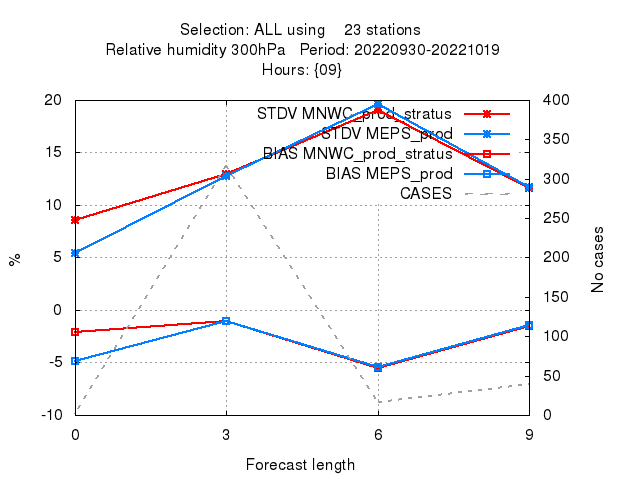 Selection: ALL using 23 stations
Relative humidity 300hPa Period: 20220930-20221019
Hours: {09}
STDV MNWC_prod_stratus
STDV MEPS_prod
BIAS MNWC_prod_stratus
BIAS MEPS_prod
CASES
20
15
10
5
0
-5
-10
%
400
350
300
250
200
150
100
50
0
No cases
0 3 6 9
Forecast length